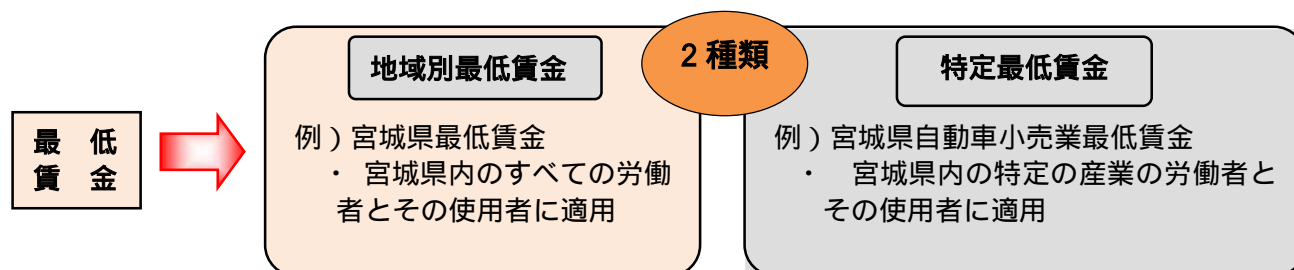 最 低
賃 金
2 種類
地域別最低賃金
例）宮城県最低賃金
・ 宮城県内のすべての労働
者とその使用者に適用
特定最低賃金
例）宮城県自動車小売業最低賃金
・ 宮城県内の特定の産業の労働者と
その使用者に適用